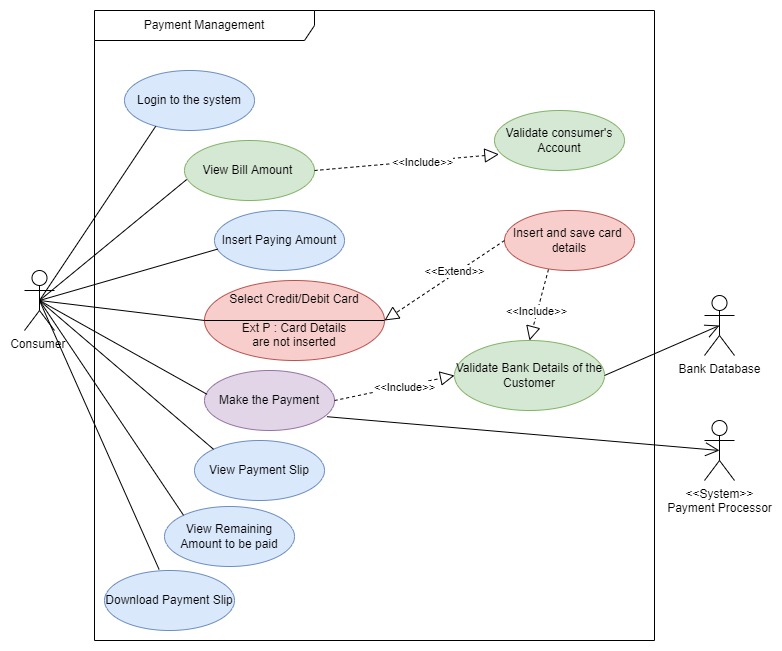 Payment Management
Login to the system
Validate consumer's
Account
View Bill Amount
<<Include>>
Insert Paying Amount
Insert and save card
details
<<Extend>>
Select Credit/Debit Card
Ext P : Card Details
are not inserted
<<Include>>
Consumer
Validate Bank Details of the
Customer
Bank Database
Make the Payment
<<Include>>
View Payment Slip
<<System>>
Payment Processor
View Remaining
Amount to be paid
Download Payment Slip